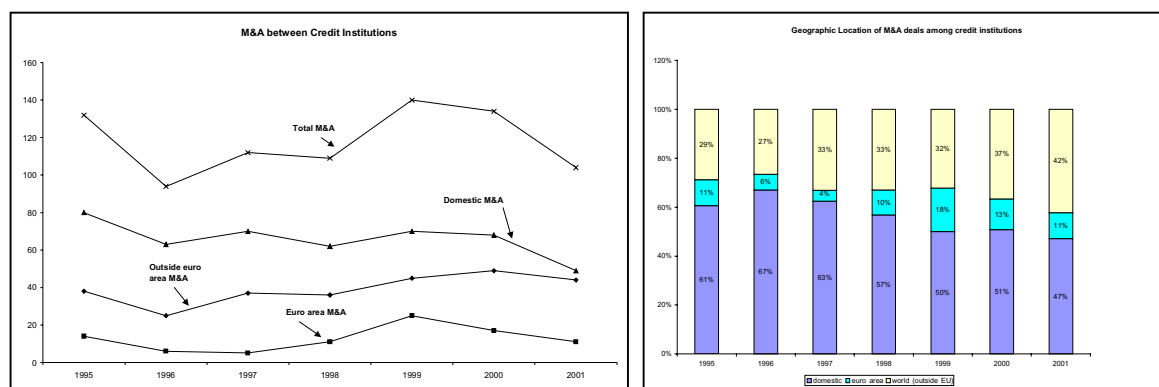 M&A between Credit Institutions
160
140
120
100
80
60
40
20
0
Total M&A
Domestic M&A
Outside euro
area M&A
Euro area M&A
1995 1996 1997 1998 1999 2000 2001
Geographic Location of M&A deals among credit institutions
120%
100%
80%
60%
40%
20%
0%
29% 27% 33% 33% 32% 37% 42%
11% 6% 4% 10% 18% 13% 11%
61% 67% 63% 57% 50% 51% 47%
1995 1996 1997 1998 1999 2000 2001
domestic euro area world (outside EU)